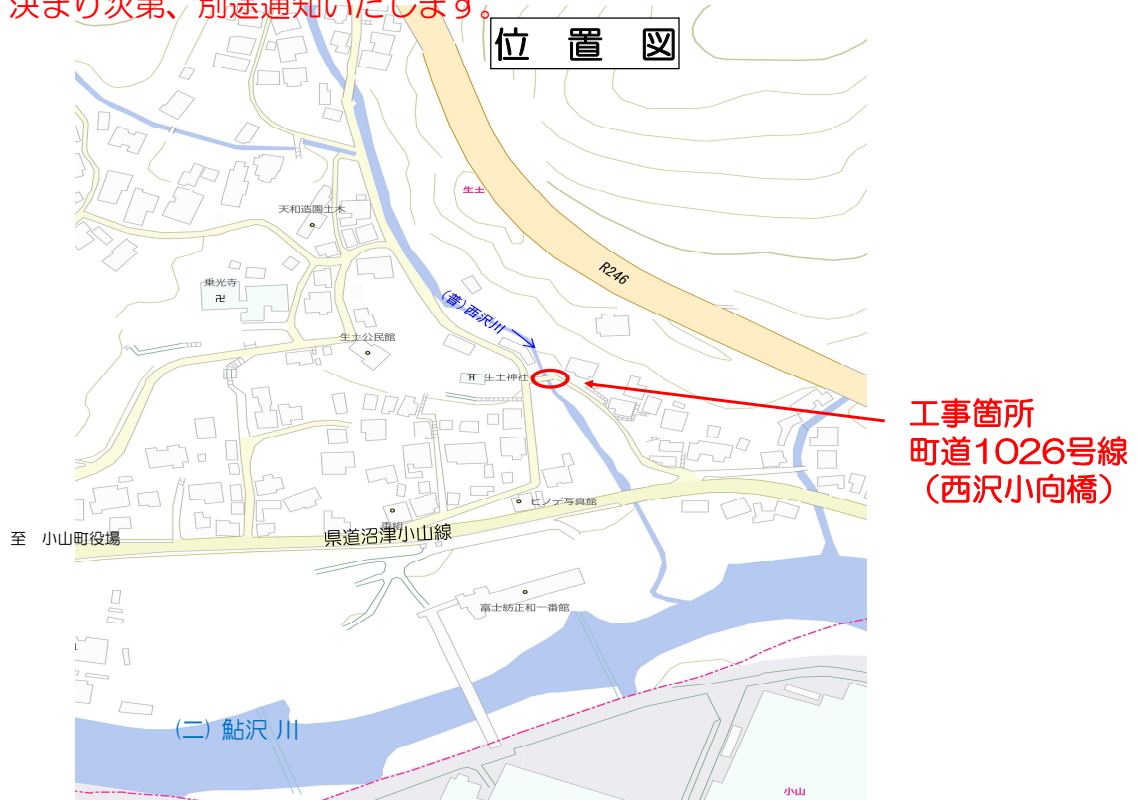 決まり次第、別途通知いたします。
位 置 図
生土
天和造園土木
R246
乗光寺
(普)西沢川
生土公民館
生土神社
工事箇所
町道1026号線
(西沢小向橋)
ヒノデ写真館
県道沼津小山線
至 小山町役場
富士紡正和一番館
(二) 鮎沢 川
小山